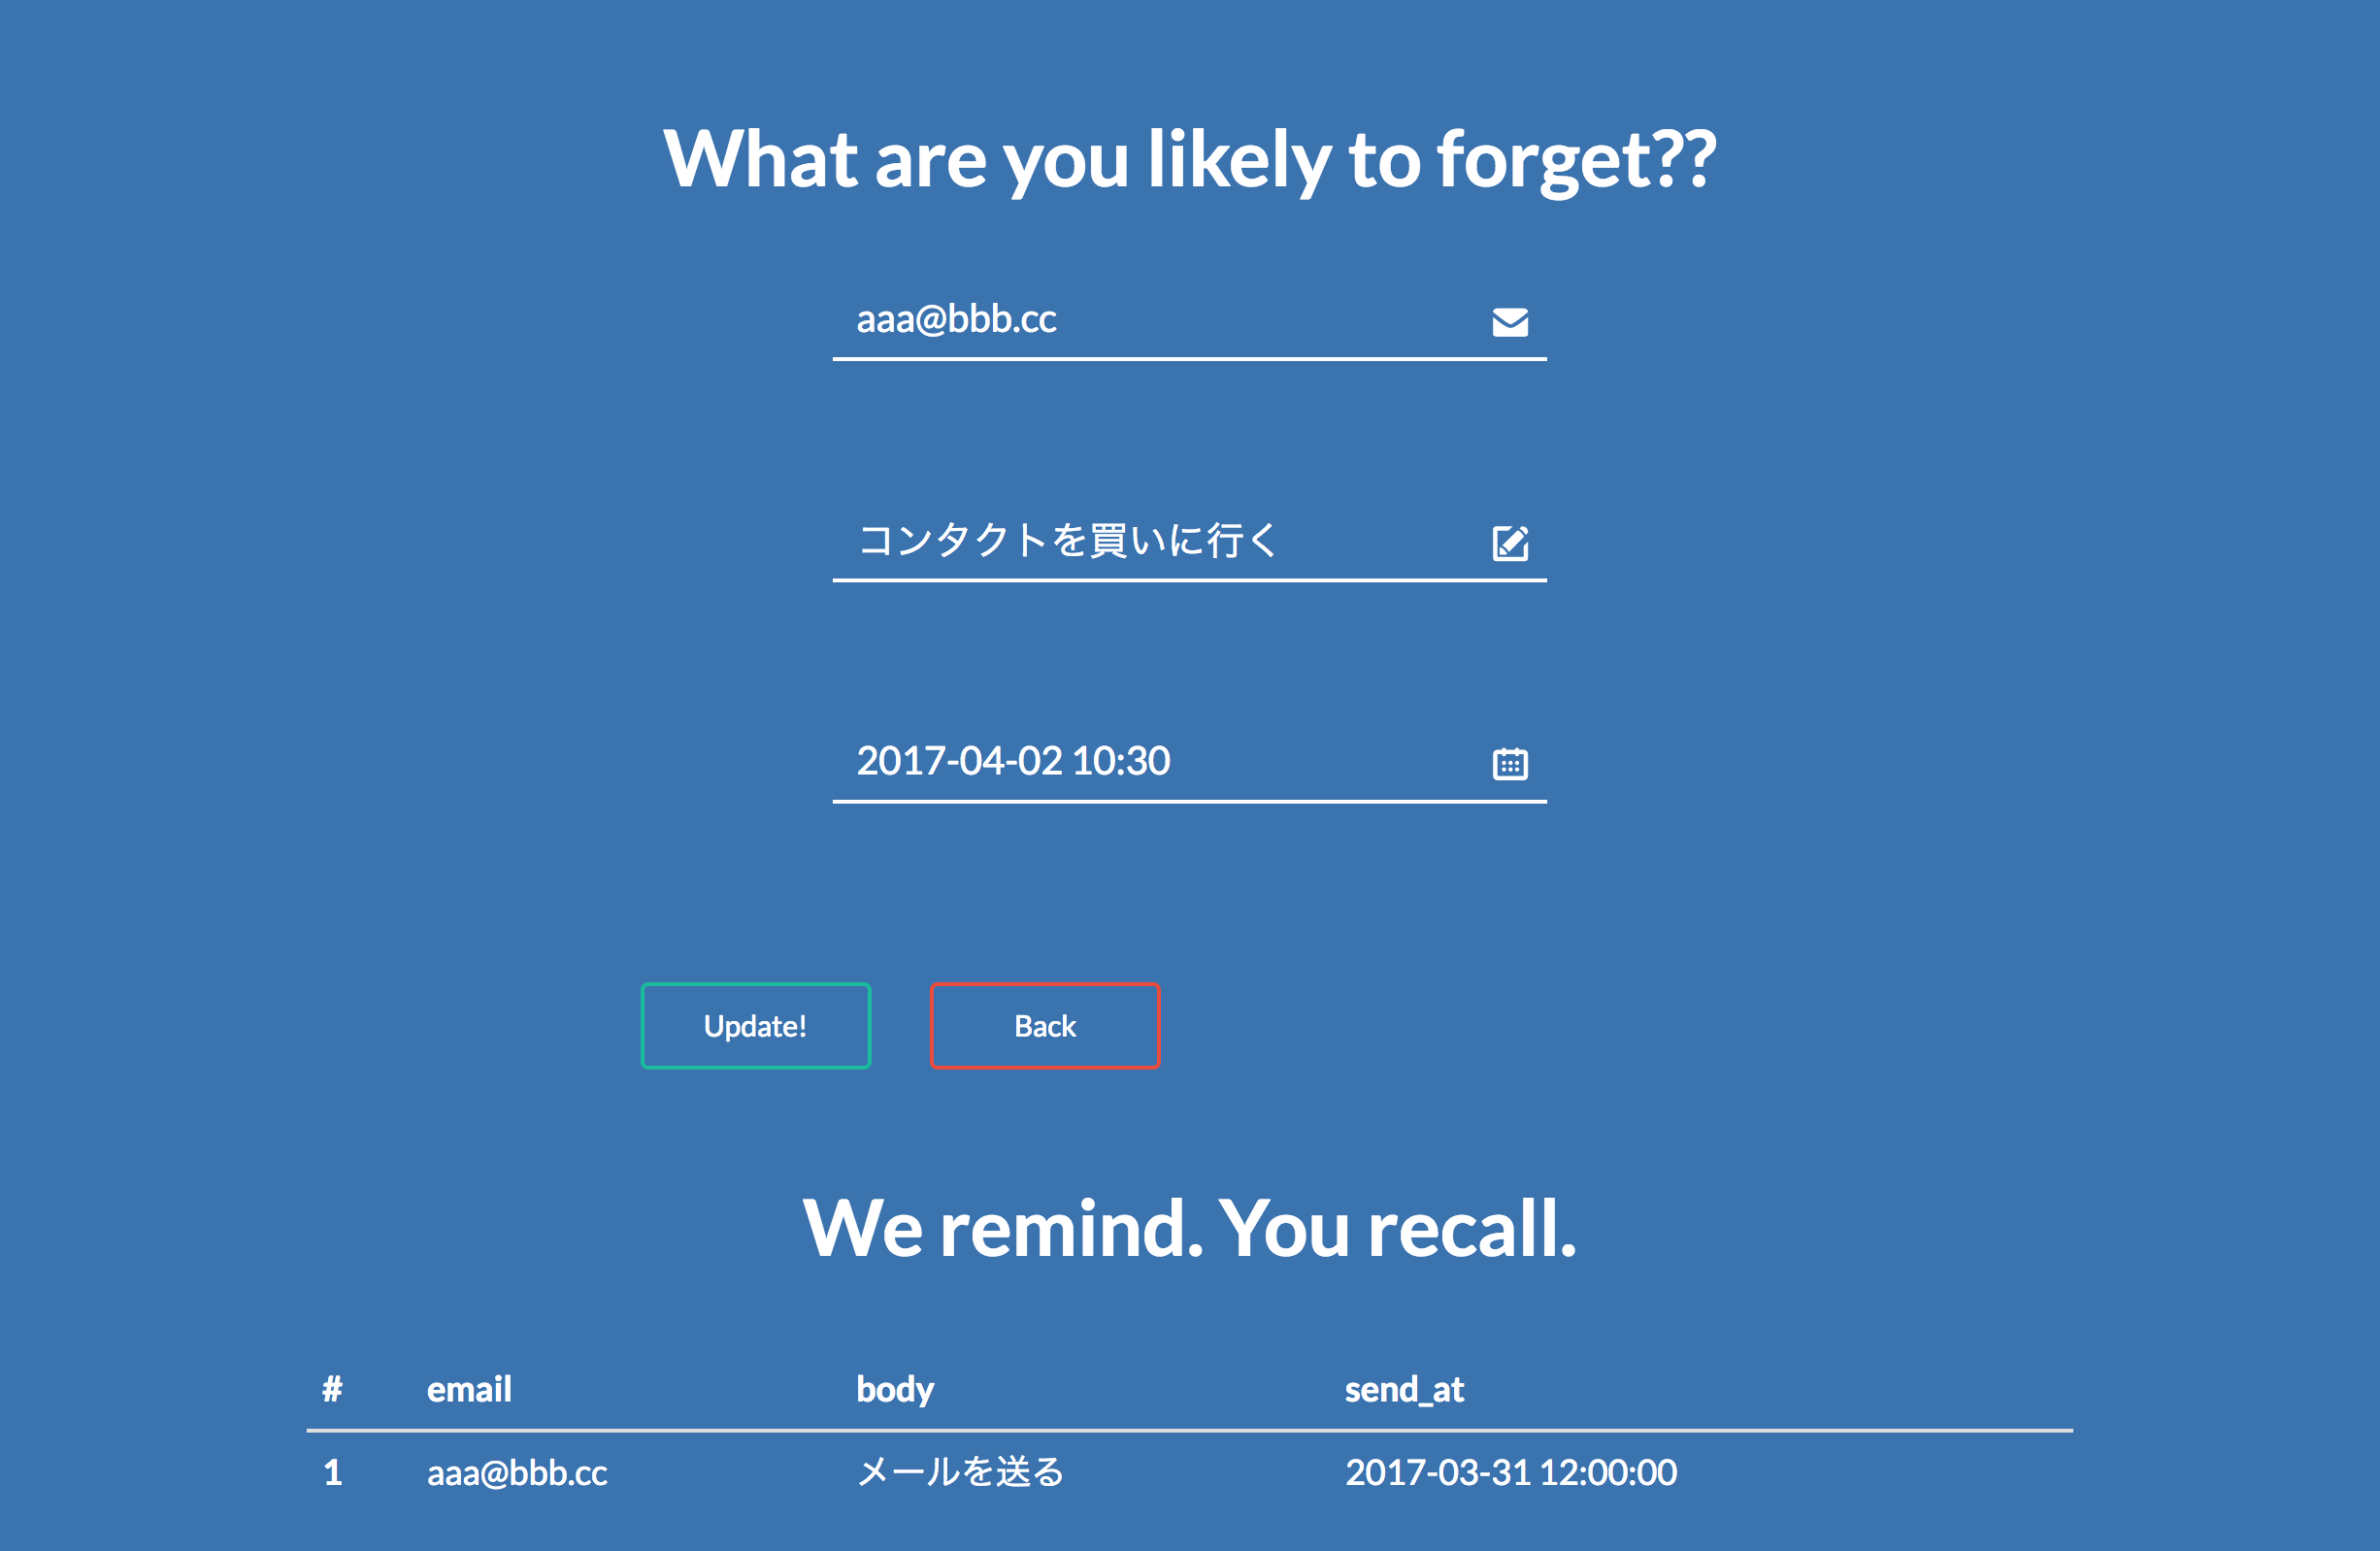 What are you likely to forget??
aaa@bbb.cc
コンタクトを買いに行く
2017-04-02 10:30
Update! Back
We remind. You recall.
# email body send_at
1 aaa@bbb.cc メールを送る 2017-03-31 12:00:00